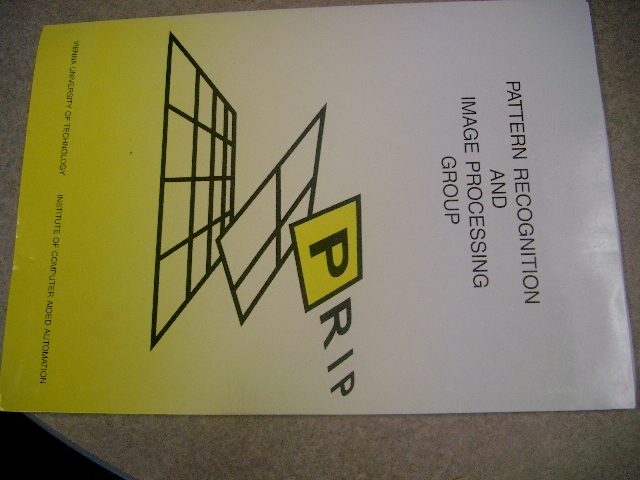 PATTERN RECOGNITION
AND
IMAGE PROCESSING
GROUP
PRIP
VIENNA UNIVERSITY OF TECHNOLOGY INSTITUTE OF COMPUTER AIDED AUTOMATION